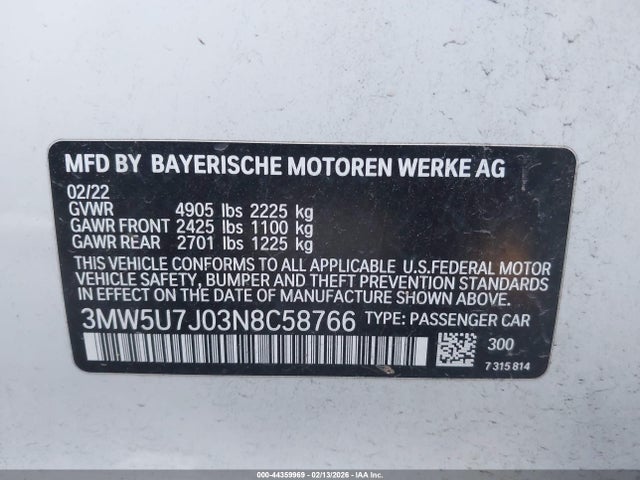 MFD BY BAYERISCHE MOTOREN WERKE AG
02/22
GVWR 4905 lbs 2225 kg
GAWR FRONT 2425 lbs 1100 kg
GAWR REAR 2701 lbs 1225 kg
THIS VEHICLE CONFORMS TO ALL APPLICABLE U.S.FEDERAL MOTOR
VEHICLE SAFETY, BUMPER AND THEFT PREVENTION STANDARDS
IN EFFECT ON THE DATE OF MANUFACTURE SHOWN ABOVE.
3MW5U7J03N8C58766 TYPE: PASSENGER CAR
300
7 315 814
000-44359969 | 02/13/2026 - IAAI.com